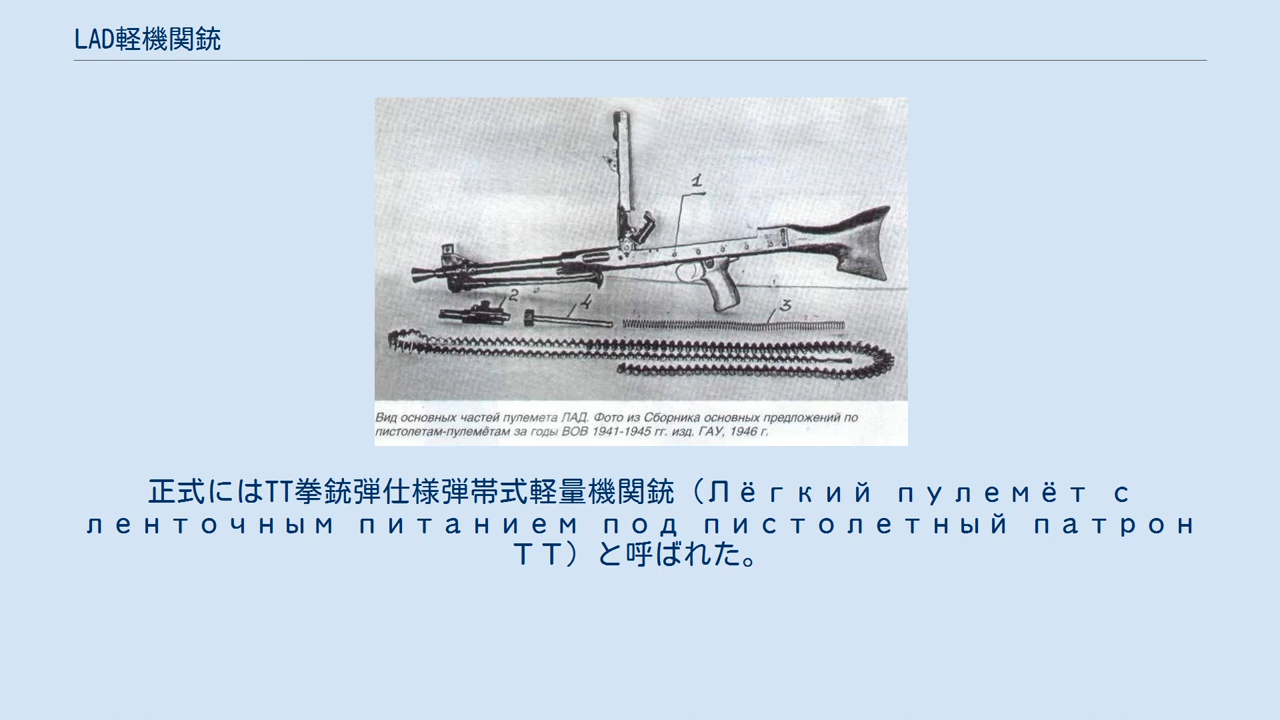 LAD軽機関銃
1
2
4
3
Вид основных частей пулемета ЛАД. Фото из Сборника основных предложений по
пистолетам-пулемётам за годы ВОВ 1941-1945 гг. изд. ГАУ, 1946 г.
正式にはTT拳銃弾仕様弾帯式軽量機関銃（Лёгкий пулемёт с
ленточным питанием под пистолетный патрон
ТТ）と呼ばれた。